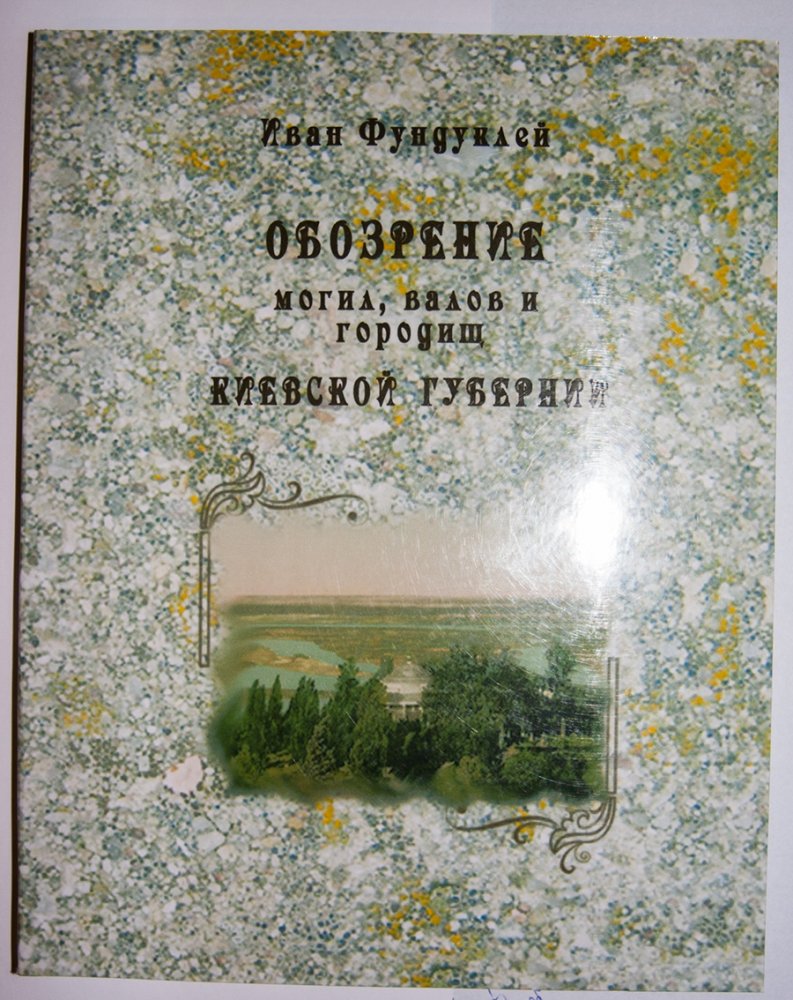 Иван Фундуклей
ОБОЗРЕНИЕ
могил, валов и
городищ
КИЕВСКОЙ ГУБЕРНИИ